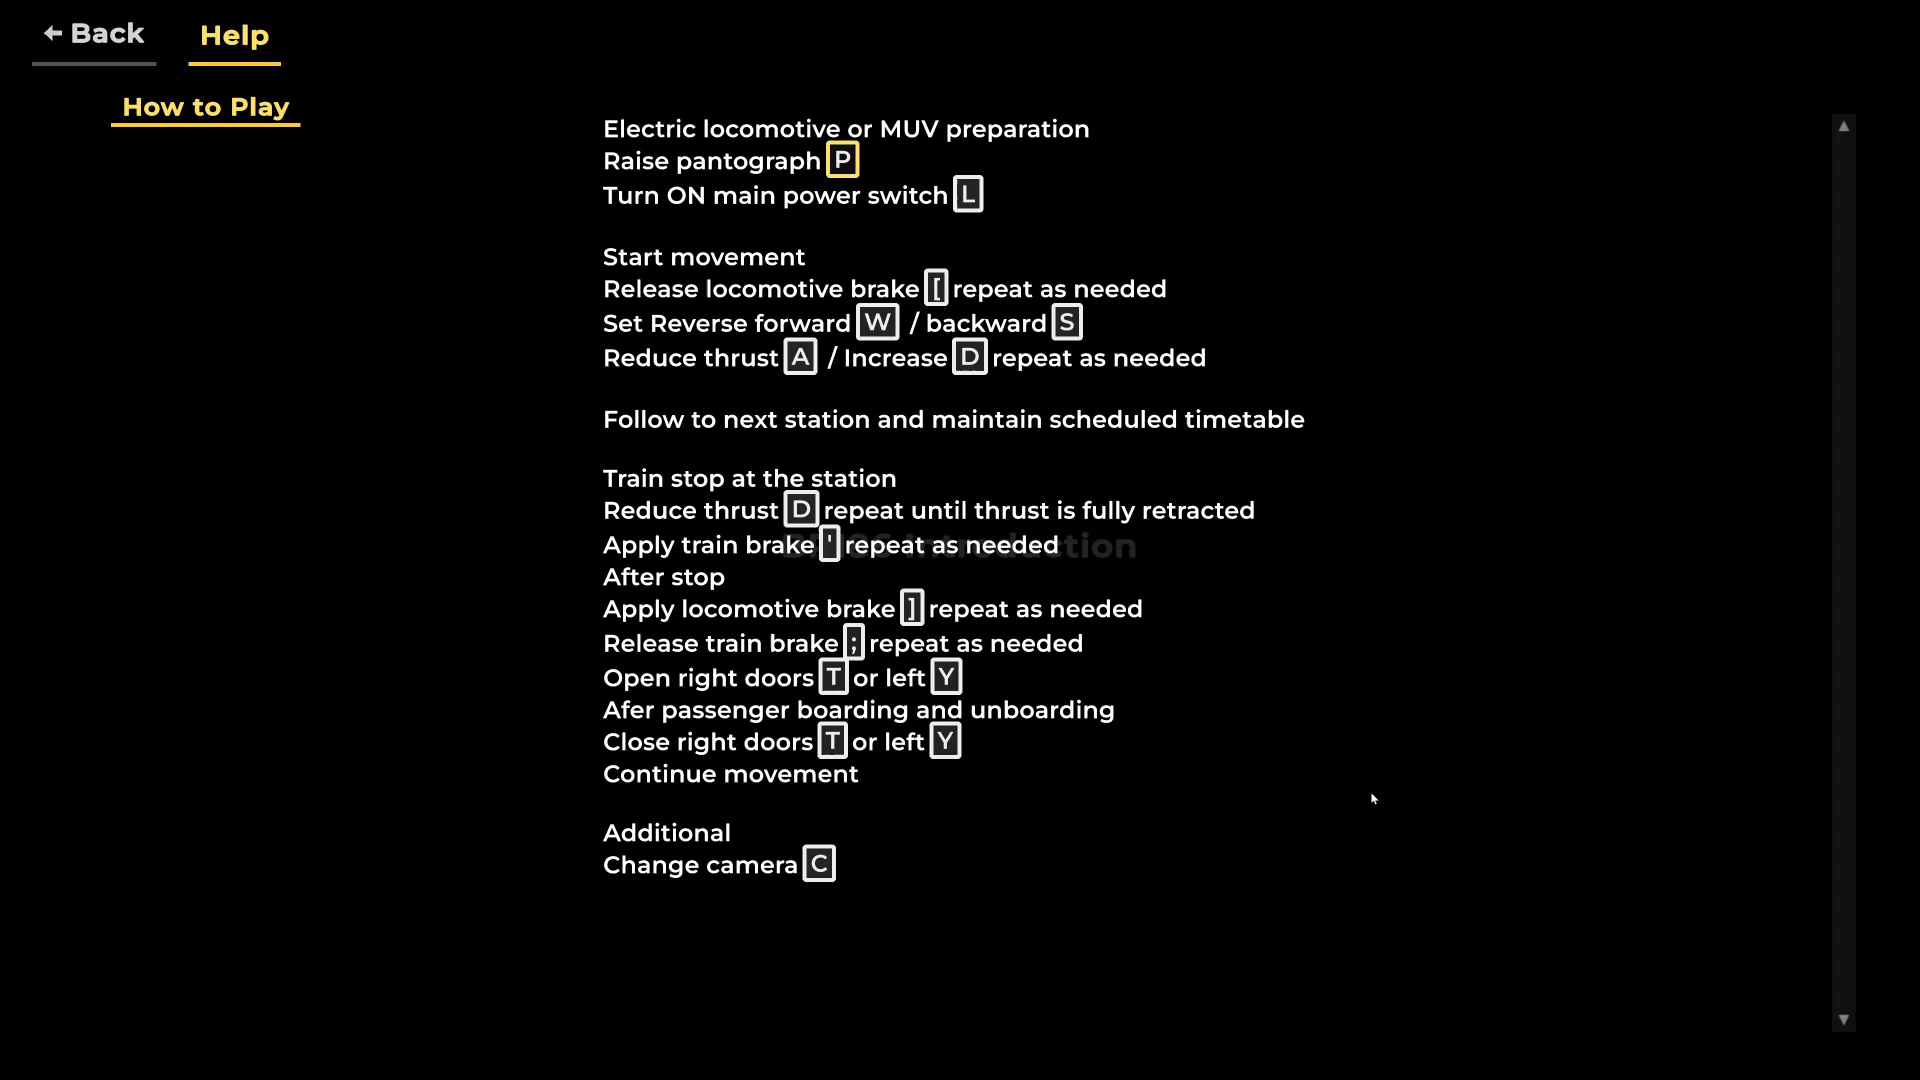 ← Back
Help
How to Play
Electric locomotive or MUV preparation
Raise pantograph P
Turn ON main power switch L
Start movement
Release locomotive brake [ repeat as needed
Set Reverse forward W / backward S
Reduce thrust A / Increase D repeat as needed
Follow to next station and maintain scheduled timetable
Train stop at the station
Reduce thrust D repeat until thrust is fully retracted
Apply train brake ' repeat as needed
After stop
Apply locomotive brake ] repeat as needed
Release train brake ; repeat as needed
Open right doors T or left Y
Afer passenger boarding and unboarding
Close right doors T or left Y
Continue movement
Additional
Change camera C